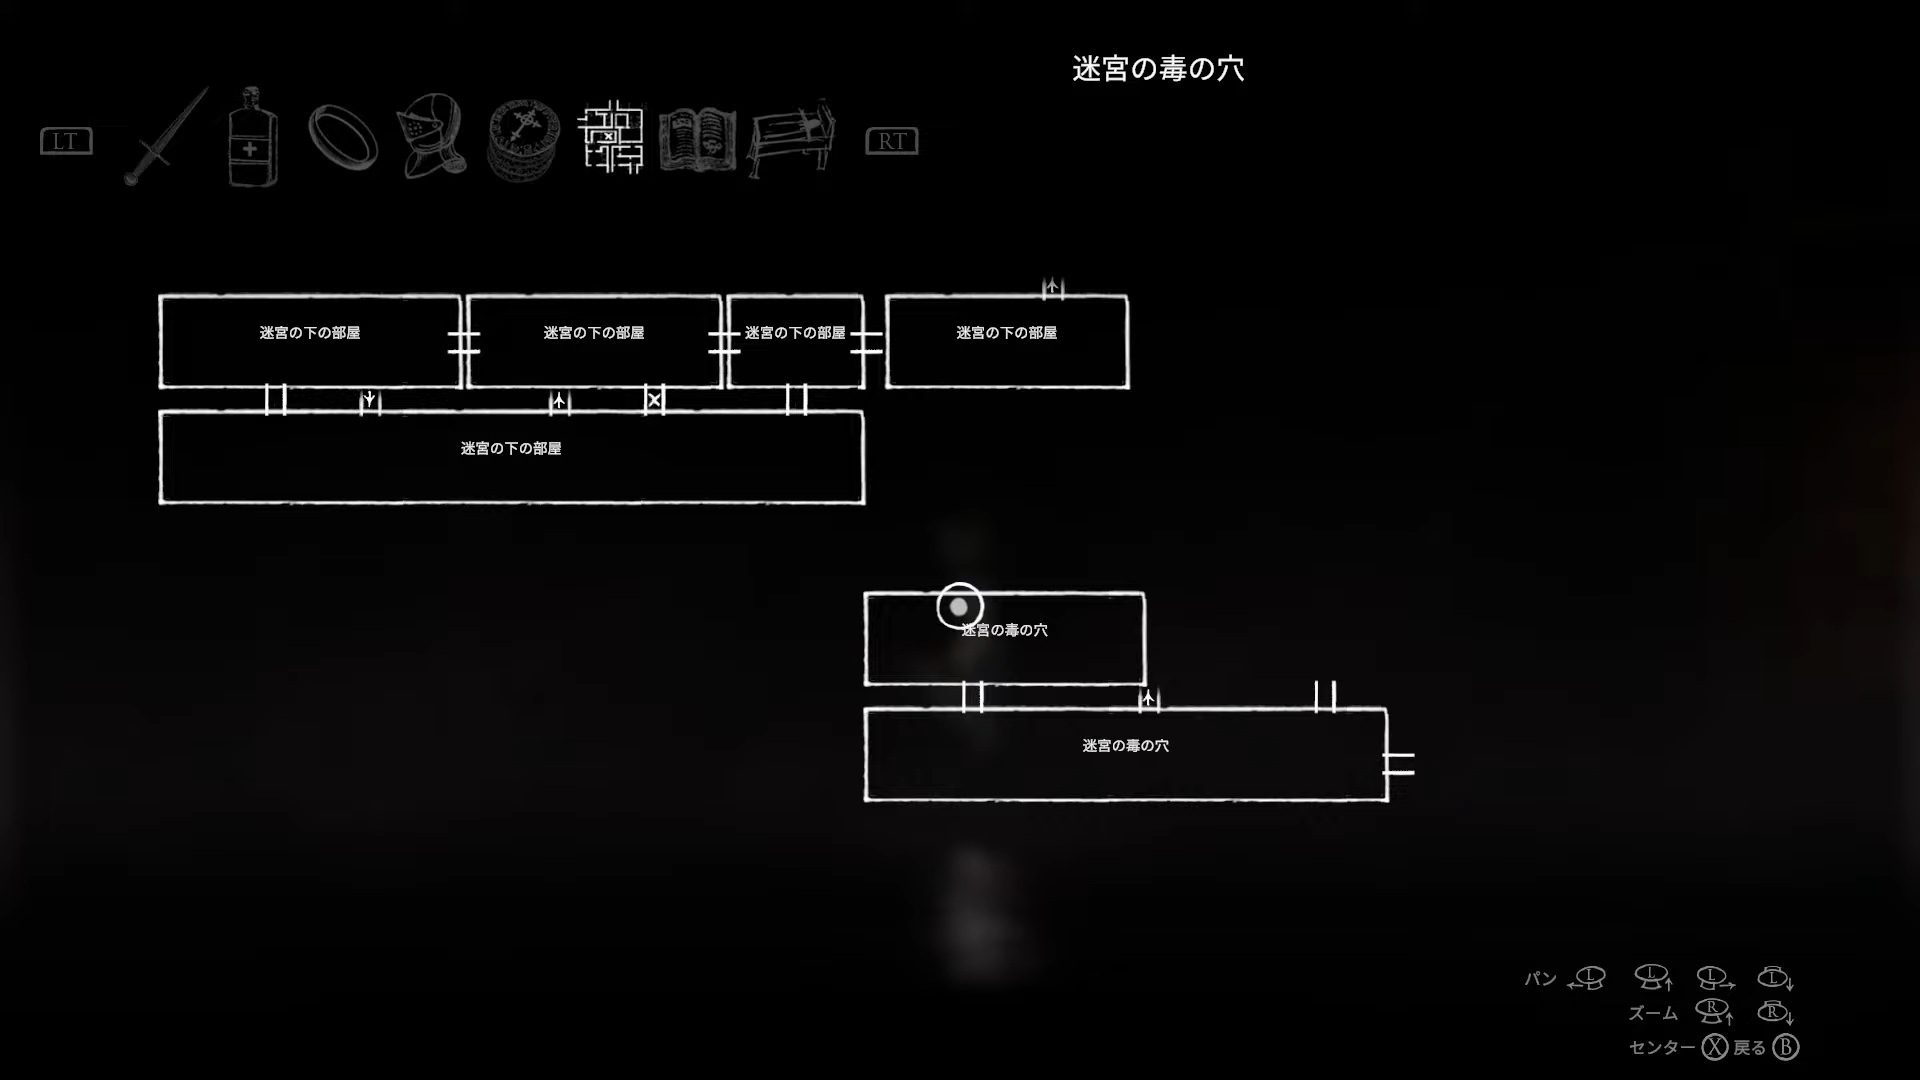 迷宮の毒の穴
LT
RT
迷宮の下の部屋
迷宮の下の部屋
迷宮の下の部屋
迷宮の下の部屋
迷宮の下の部屋
迷宮の毒の穴
迷宮の毒の穴
パン L L L L
ズーム R R
センター X 戻る B